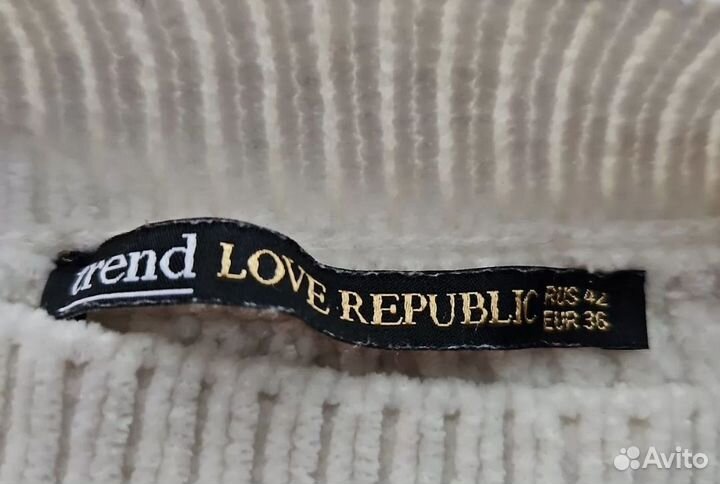 trend LOVE REPUBLIC
RUS 42
EUR 36
Avito